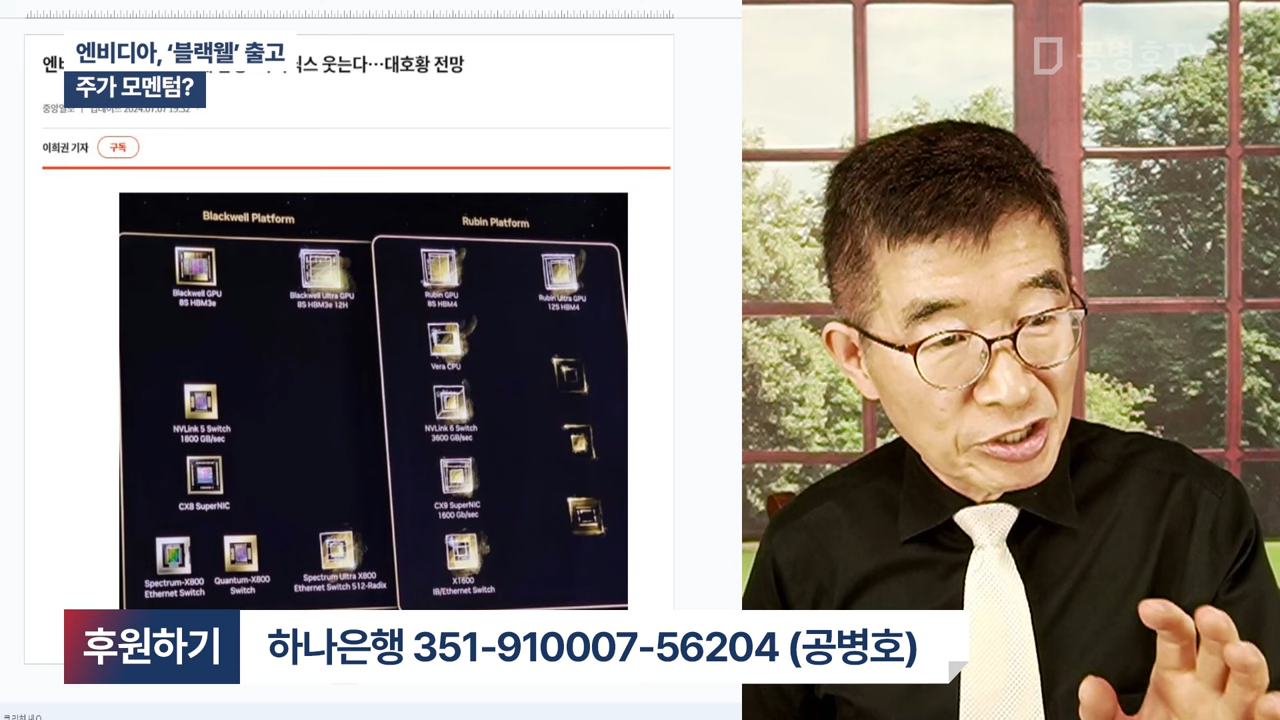 엔비디아, ‘블랙웰’ 출고
주가 모멘텀?
웃는다…대호황 전망
이희권 기자
구독
Blackwell Platform
Rubin Platform
Blackwell GPU
8S HBM3e
Blackwell Ultra GPU
8S HBM3e 12H
Rubin GPU
8S HBM4
Rubin Ultra GPU
12S HBM4
Vera CPU
NVLink 5 Switch
1800 GB/sec
NVLink 6 Switch
3600 GB/sec
CX8 SuperNIC
CX9 SuperNIC
1600 Gb/sec
Spectrum-X800
Ethernet Switch
Quantum-X800
Switch
Spectrum Ultra X800
Ethernet Switch 512-Radix
X1600
IB/Ethernet Switch
공병호TV
후원하기
하나은행 351-910007-56204 (공병호)